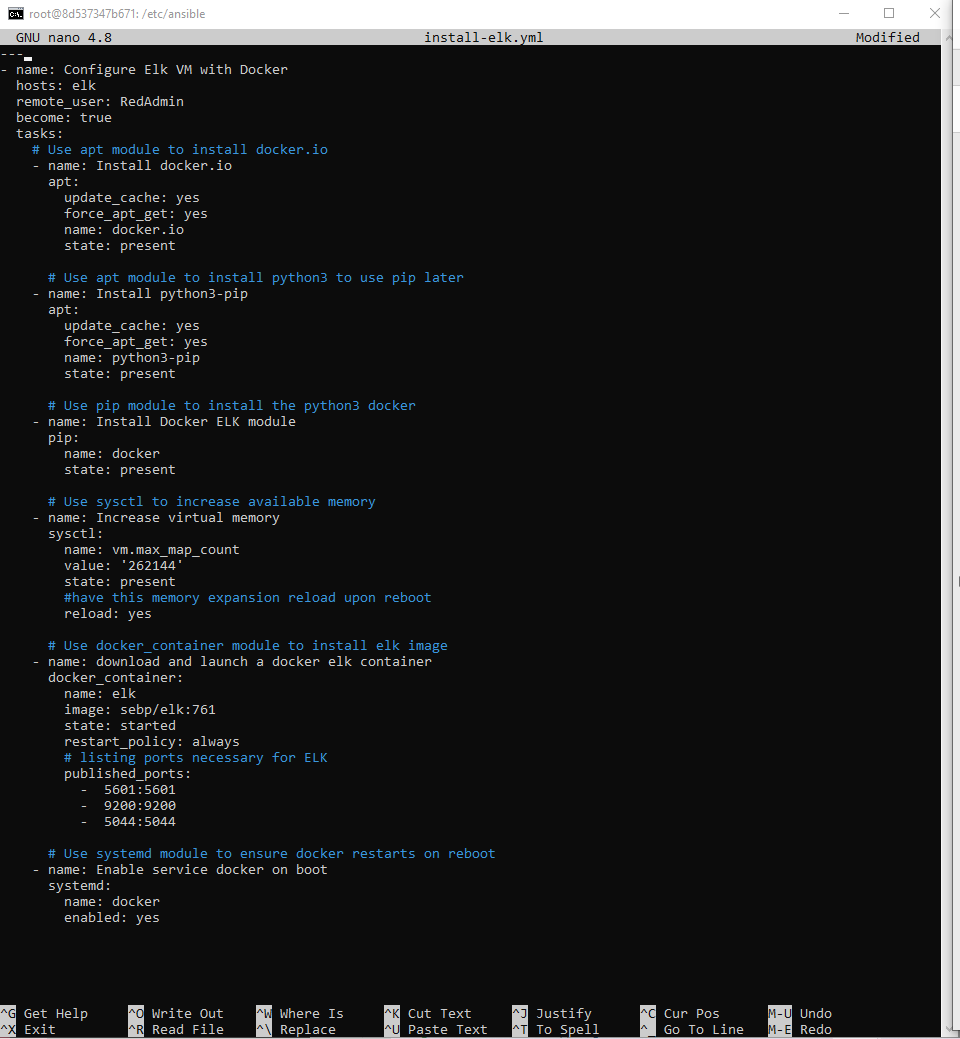 root@8d537347b671: /etc/ansible
GNU nano 4.8 install-elk.yml Modified
---
- name: Configure Elk VM with Docker
  hosts: elk
  remote_user: RedAdmin
  become: true
  tasks:
    # Use apt module to install docker.io
    - name: Install docker.io
      apt:
        update_cache: yes
        force_apt_get: yes
        name: docker.io
        state: present

      # Use apt module to install python3 to use pip later
    - name: Install python3-pip
      apt:
        update_cache: yes
        force_apt_get: yes
        name: python3-pip
        state: present

      # Use pip module to install the python3 docker
    - name: Install Docker ELK module
      pip:
        name: docker
        state: present

      # Use sysctl to increase available memory
    - name: Increase virtual memory
      sysctl:
        name: vm.max_map_count
        value: '262144'
        state: present
        #have this memory expansion reload upon reboot
        reload: yes

      # Use docker_container module to install elk image
    - name: download and launch a docker elk container
      docker_container:
        name: elk
        image: sebp/elk:761
        state: started
        restart_policy: always
        # listing ports necessary for ELK
        published_ports:
          -  5601:5601
          -  9200:9200
          -  5044:5044

      # Use systemd module to ensure docker restarts on reboot
    - name: Enable service docker on boot
      systemd:
        name: docker
        enabled: yes

^G Get Help ^O Write Out ^W Where Is ^K Cut Text ^J Justify ^C Cur Pos M-U Undo
^X Exit ^R Read File ^\ Replace ^U Paste Text ^T To Spell ^_ Go To Line M-E Redo